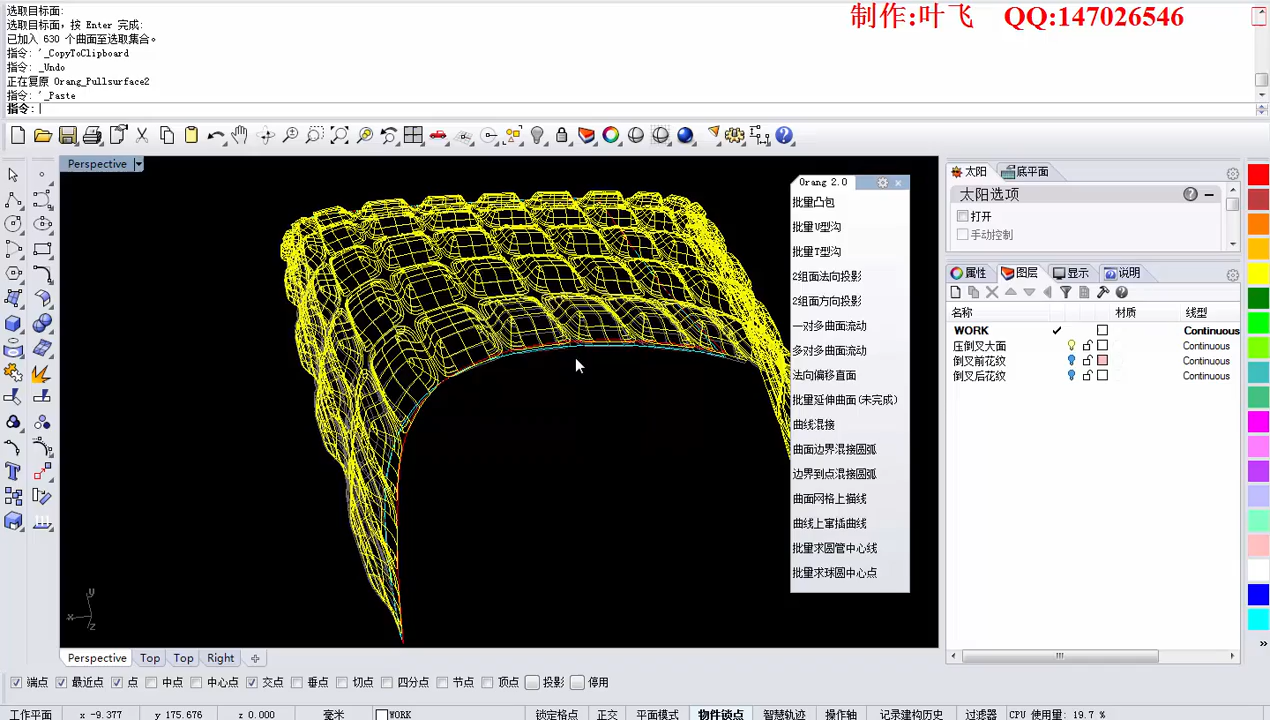 选取目标面:
制作:叶飞 QQ:147026546
选取目标面，按 Enter 完成:
已加入 630 个曲面至选取集合。
指令: '_CopyToClipboard
指令: _Undo
正在复原 Orang_Pullsurface2
指令: '_Paste
指令:
Perspective
Orang 2.0
批量凸包
批量U型沟
批量T型沟
2组面法向投影
2组面方向投影
一对多曲面流动
多对多曲面流动
法向偏移直面
批量延伸曲面(未完成)
曲线混接
曲面边界混接圆弧
边界到点混接圆弧
曲面网格上描线
曲线上窜插曲线
批量求圆管中心线
批量求球圆中心点
太阳 底平面
太阳选项
打开
手动控制
属性 图层 显示 说明
名称 材质 线型
WORK Continuous
压倒叉大面 Continuous
倒叉前花纹 Continuous
倒叉后花纹 Continuous
y
x
z
Perspective Top Top Right
端点 最近点 点 中点 中心点 交点 垂点 切点 四分点 节点 顶点 投影 停用
工作平面 x -9.377 y 175.676 z 0.000 毫米 WORK 锁定格点 正交 平面模式 物件锁点 智慧轨迹 操作轴 记录建构历史 过滤器 CPU 使用量: 19.7 %